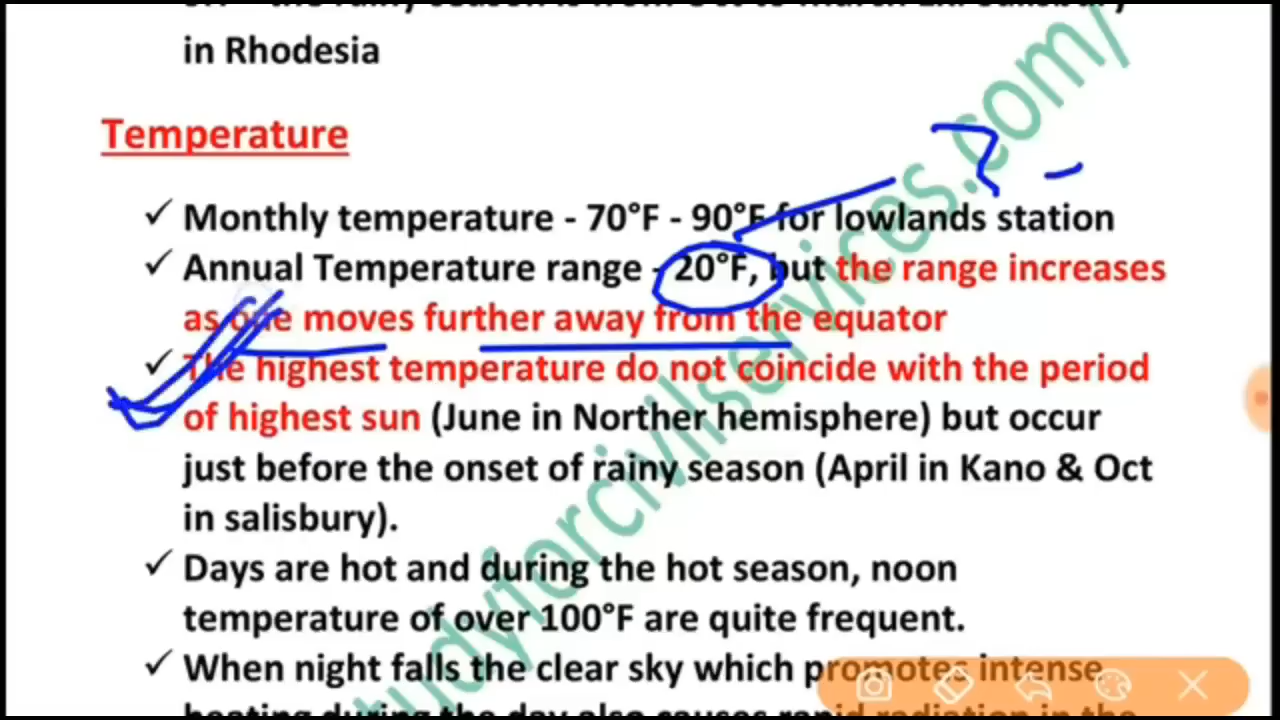 in Rhodesia
Temperature
✓ Monthly temperature - 70°F - 90°F for lowlands station
✓ Annual Temperature range - 20°F, but the range increases
as one moves further away from the equator
✓ The highest temperature do not coincide with the period
of highest sun (June in Norther hemisphere) but occur
just before the onset of rainy season (April in Kano & Oct
in salisbury).
✓ Days are hot and during the hot season, noon
temperature of over 100°F are quite frequent.
✓ When night falls the clear sky which promotes intense
studyforcivilservices.com/